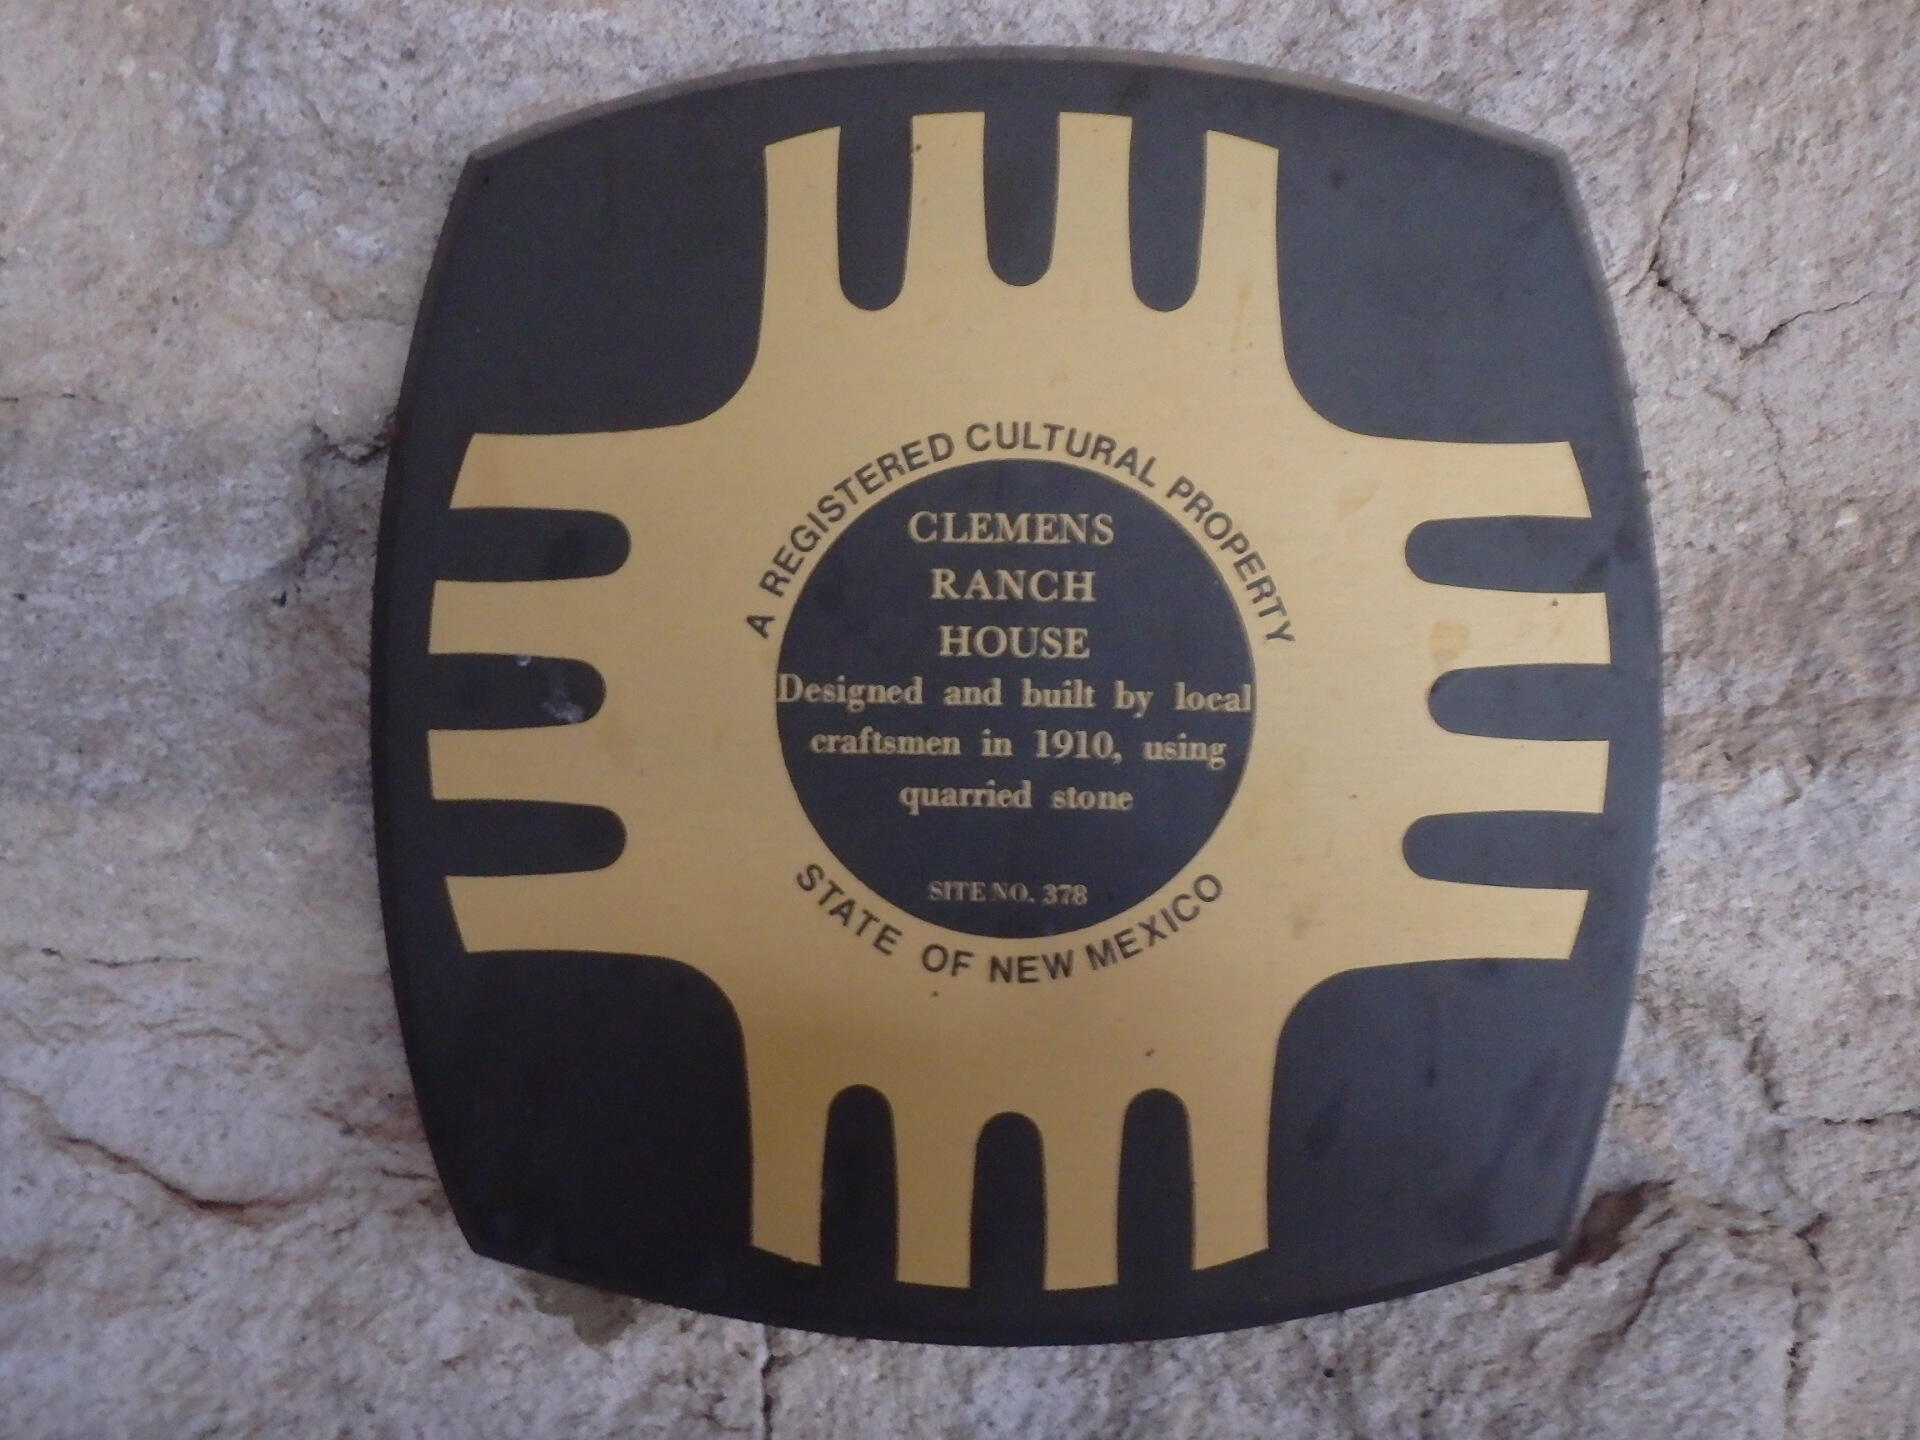 A REGISTERED CULTURAL PROPERTY
CLEMENS
RANCH
HOUSE
Designed and built by local
craftsmen in 1910, using
quarried stone
SITE NO. 378
STATE OF NEW MEXICO